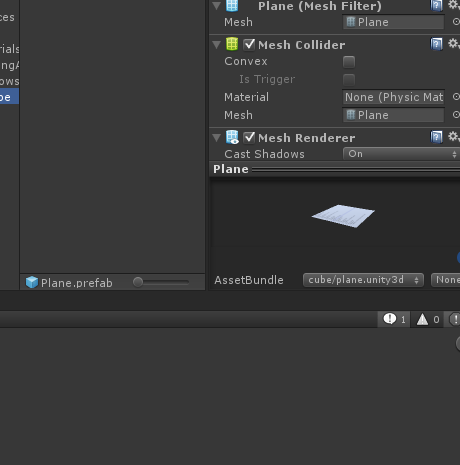 ces
Plane (Mesh Filter)
Mesh
Plane
Mesh Collider
Convex
Is Trigger
Material
None (Physic Mat
Mesh
Plane
Mesh Renderer
Cast Shadows
On
Plane
rials
ngA
ows
be
Plane.prefab
AssetBundle
cube/plane.unity3d
None
1
0